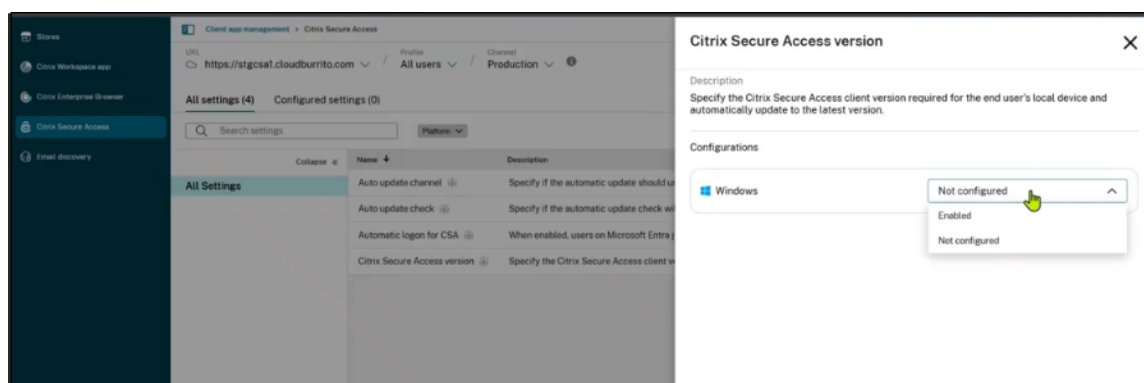 Stores
Citrix Workspace app
Citrix Enterprise Browser
Citrix Secure Access
Email discovery
Client app management › Citrix Secure Access
URL
https://stgcsa1.cloudburrito.com
/
Profile
All users
/
Channel
Production
All settings (4)
Configured settings (0)
Search settings
Platform
Collapse
All Settings
Name
Description
Auto update channel
Specify if the automatic update should u
Auto update check
Specify if the automatic update check wi
Automatic logon for CSA
When enabled, users on Microsoft Entra j
Citrix Secure Access version
Specify the Citrix Secure Access client v
Citrix Secure Access version
Description
Specify the Citrix Secure Access client version required for the end user's local device and
automatically update to the latest version.
Configurations
Windows
Not configured
Enabled
Not configured